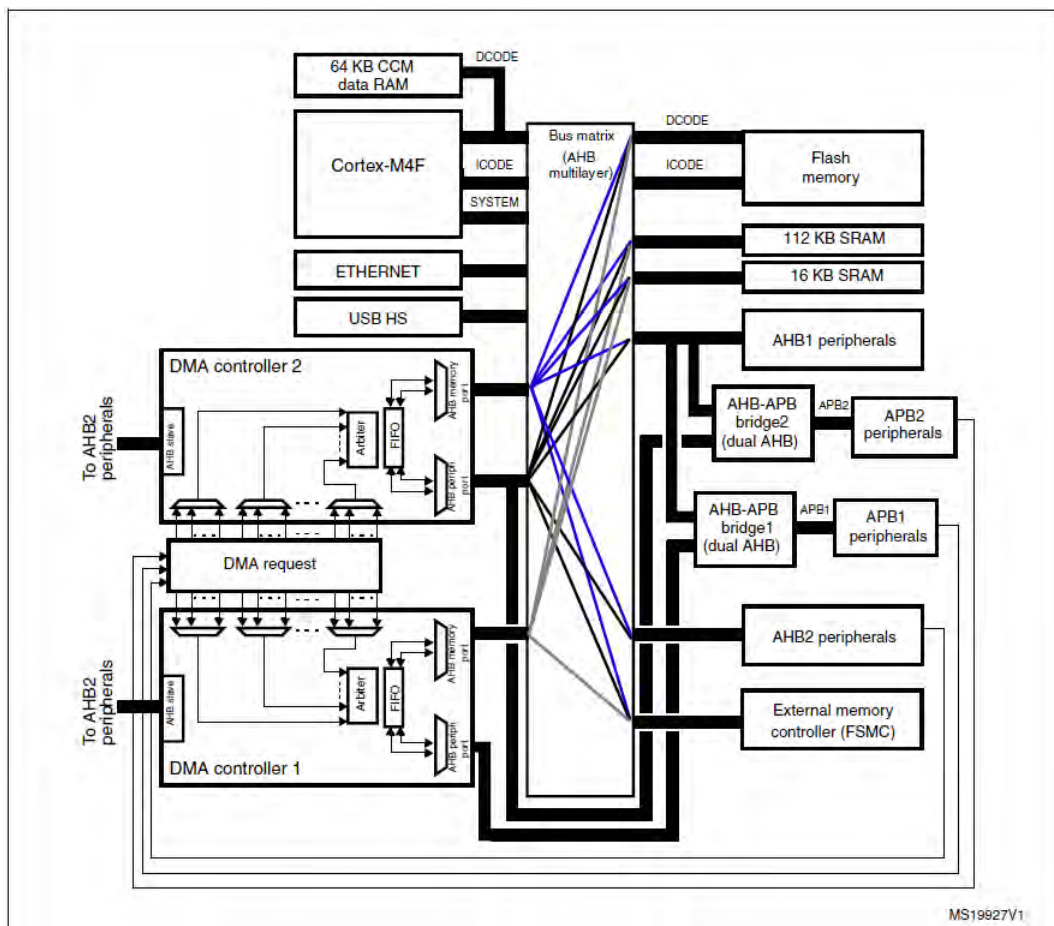 DCODE
64 KB CCM
data RAM
Cortex-M4F
ICODE
SYSTEM
ETHERNET
USB HS
Bus matrix
(AHB
multilayer)
DCODE
ICODE
Flash
memory
112 KB SRAM
16 KB SRAM
AHB1 peripherals
AHB-APB
bridge2
(dual AHB)
APB2
APB2
peripherals
AHB-APB
bridge1
(dual AHB)
APB1
APB1
peripherals
AHB2 peripherals
External memory
controller (FSMC)
DMA controller 2
To AHB2
peripherals
AHB slave
Arbiter
FIFO
AHB memory
port
AHB periph
port
DMA request
To AHB2
peripherals
AHB slave
Arbiter
FIFO
AHB memory
port
AHB periph
port
DMA controller 1
MS19927V1